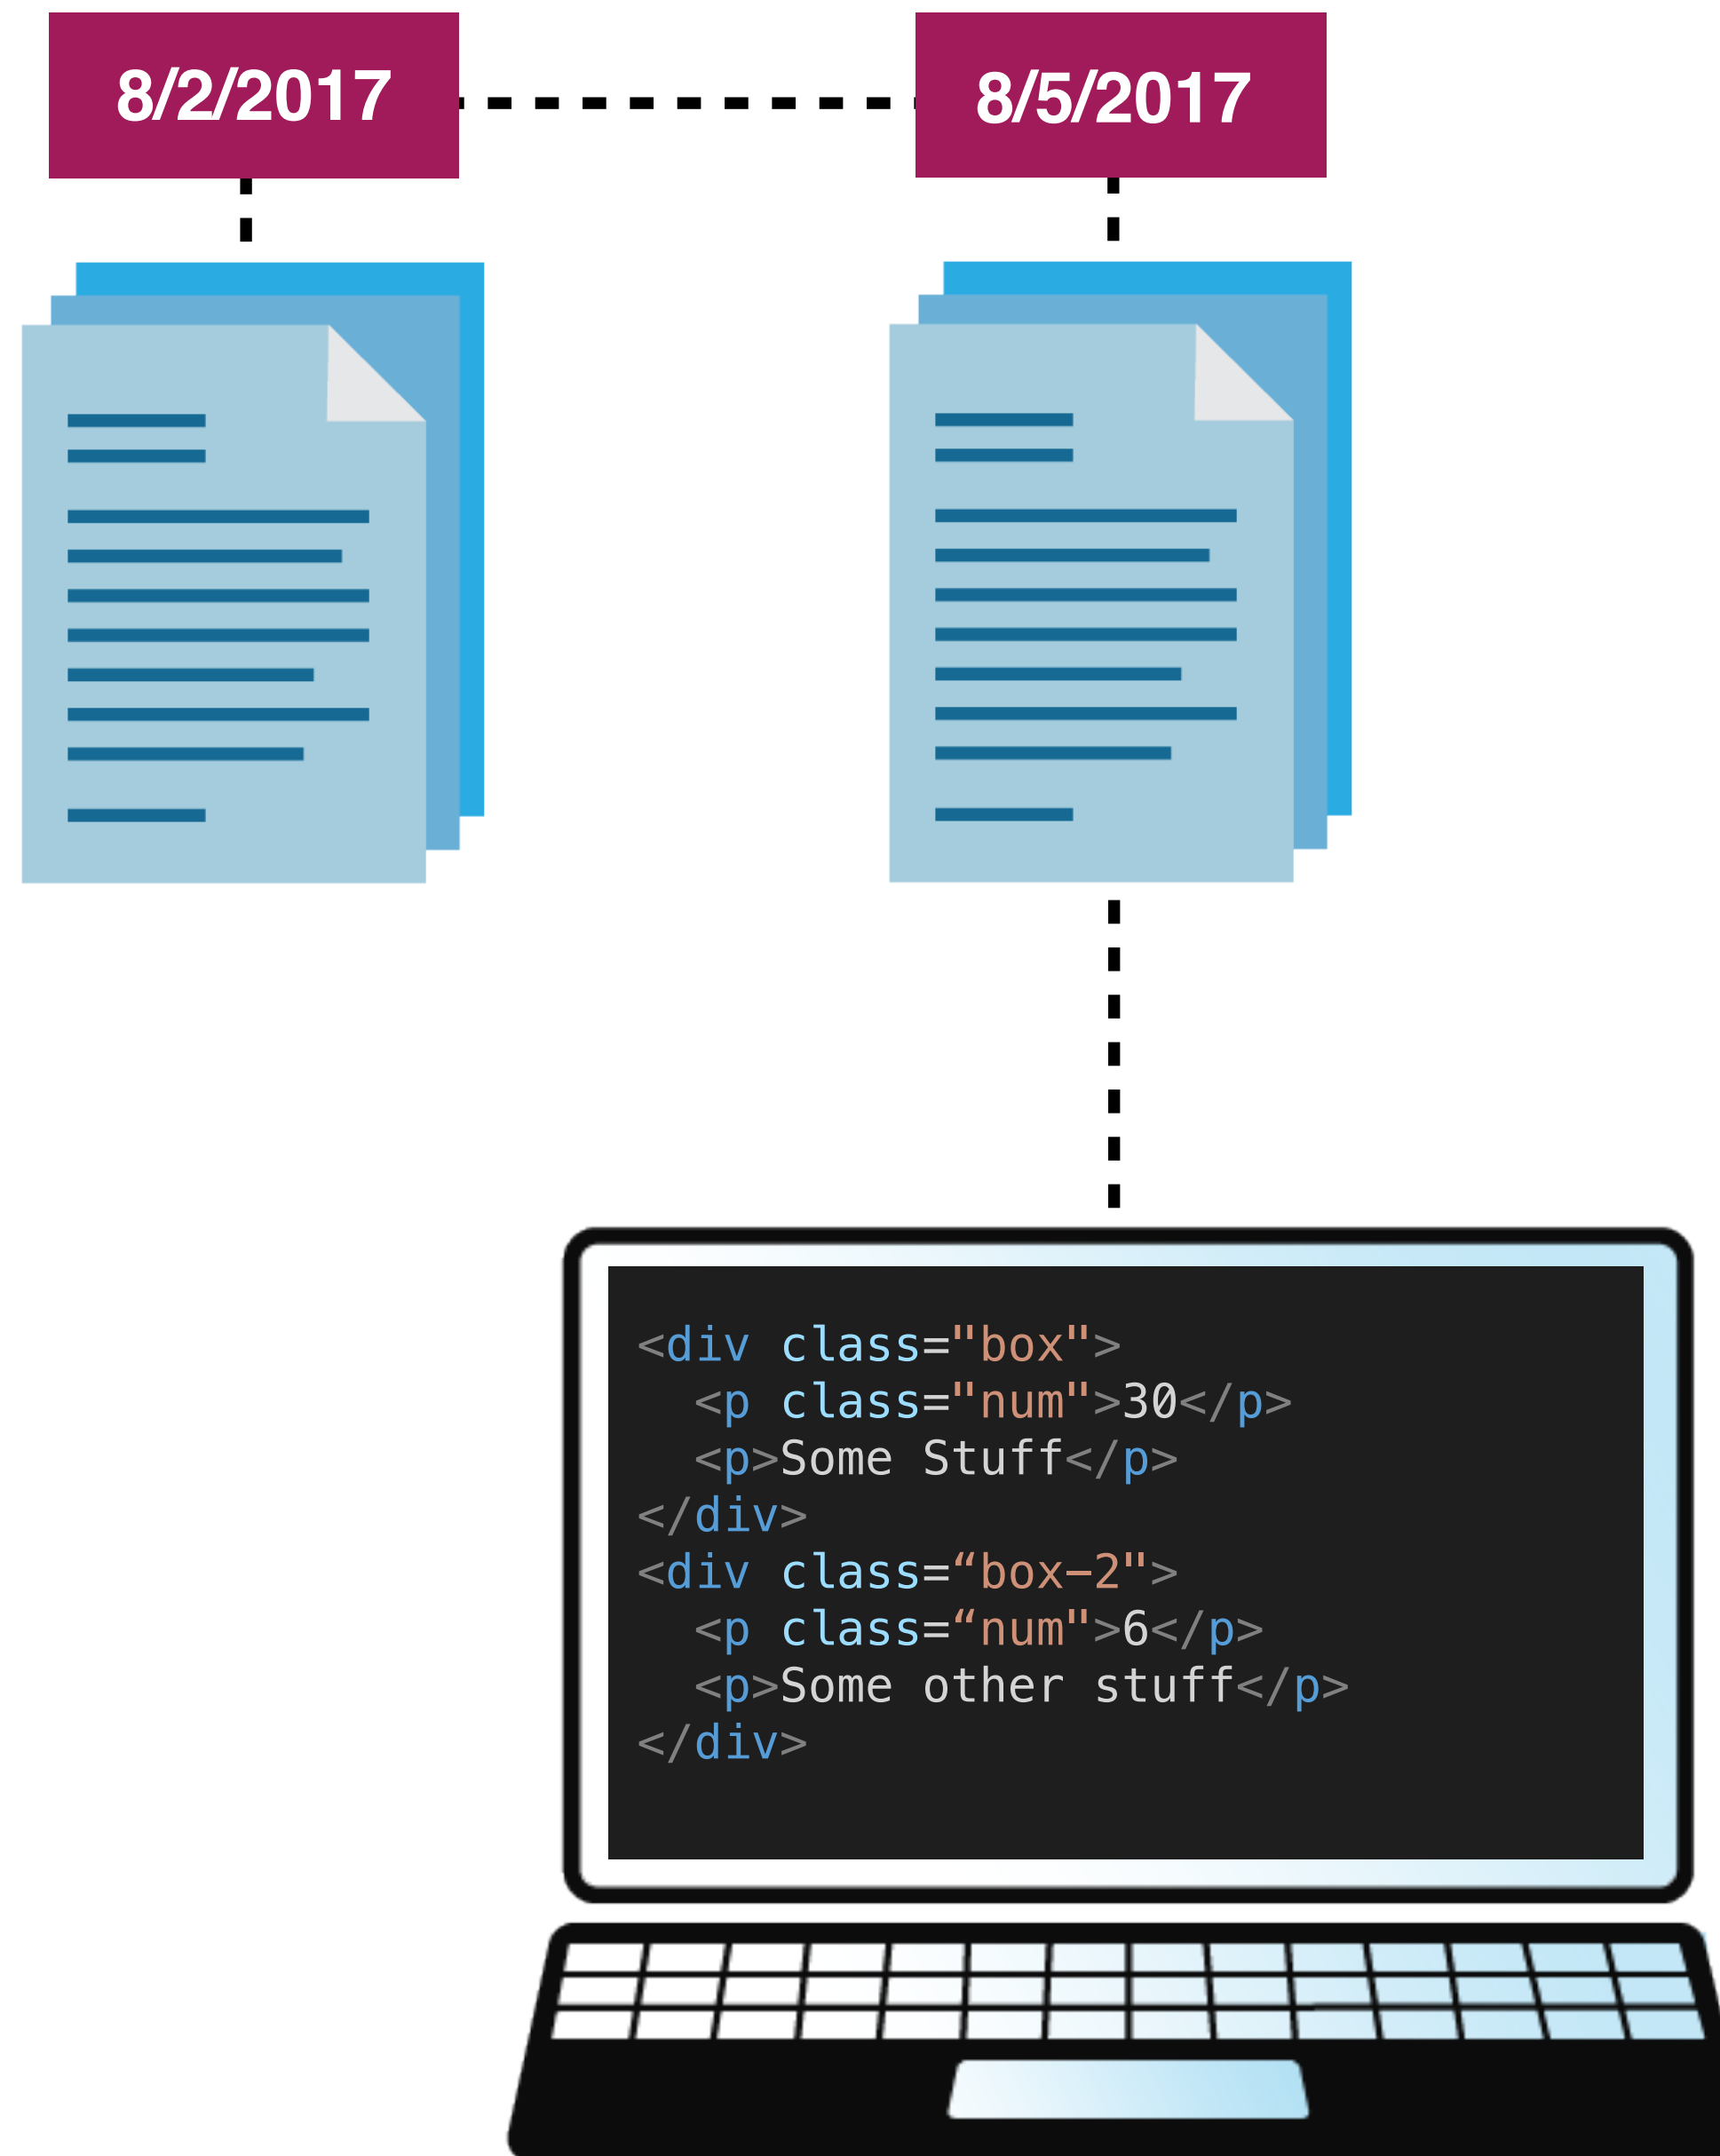 8/2/2017
8/5/2017
<div class="box">
  <p class="num">30</p>
  <p>Some Stuff</p>
</div>
<div class=“box-2">
  <p class=“num">6</p>
  <p>Some other stuff</p>
</div>